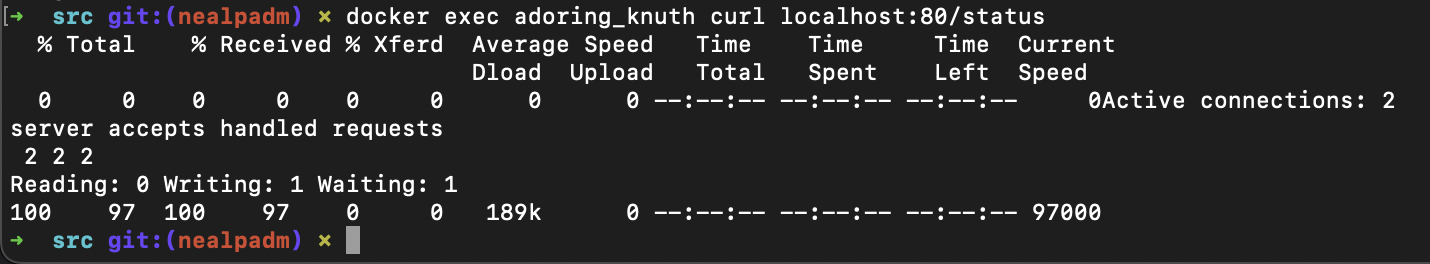 [➜  src git:(nealpadm) ✗ docker exec adoring_knuth curl localhost:80/status
  % Total    % Received % Xferd  Average Speed   Time    Time     Time  Current
                                 Dload  Upload   Total   Spent    Left  Speed
  0     0    0     0    0     0      0      0 --:--:-- --:--:-- --:--:--     0Active connections: 2
server accepts handled requests
 2 2 2
Reading: 0 Writing: 1 Waiting: 1
100    97  100    97    0     0   189k      0 --:--:-- --:--:-- --:--:-- 97000
➜  src git:(nealpadm) ✗